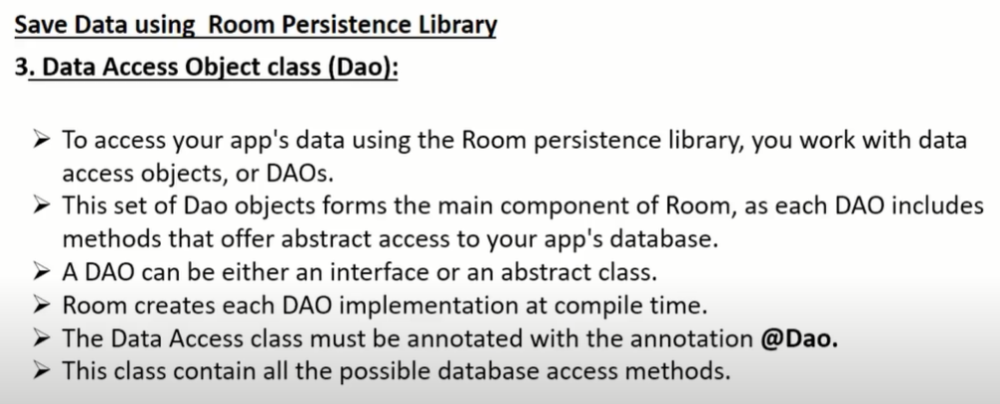 Save Data using  Room Persistence Library
3. Data Access Object class (Dao):
➢ To access your app's data using the Room persistence library, you work with data
access objects, or DAOs.
➢ This set of Dao objects forms the main component of Room, as each DAO includes
methods that offer abstract access to your app's database.
➢ A DAO can be either an interface or an abstract class.
➢ Room creates each DAO implementation at compile time.
➢ The Data Access class must be annotated with the annotation @Dao.
➢ This class contain all the possible database access methods.